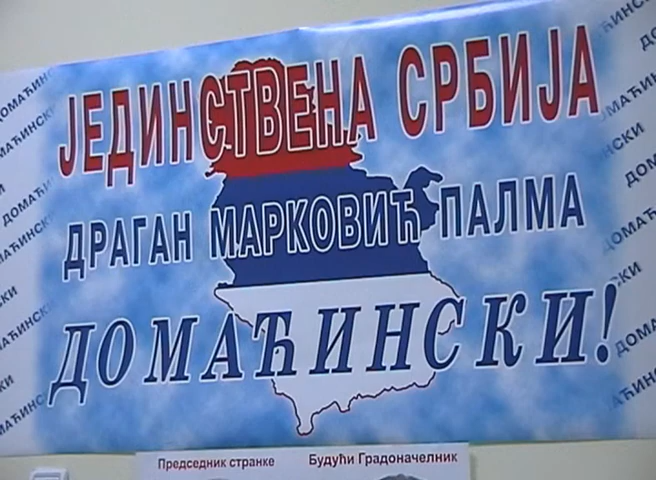 ЈЕДИНСТВЕНА СРБИЈА
ДРАГАН МАРКОВИЋ ПАЛМА
ДОМАЋИНСКИ!
Председник странке
Будући Градоначелник